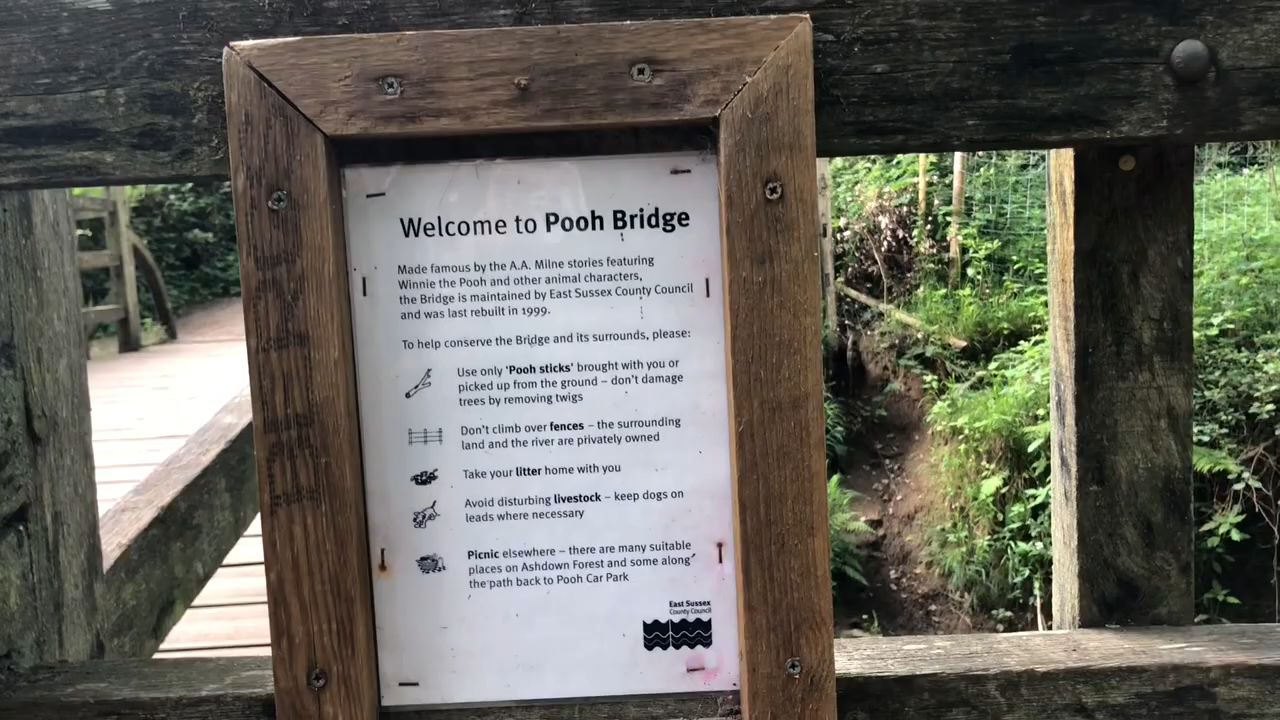 Welcome to Pooh Bridge
Made famous by the A.A. Milne stories featuring
Winnie the Pooh and other animal characters,
the Bridge is maintained by East Sussex County Council
and was last rebuilt in 1999.
To help conserve the Bridge and its surrounds, please:
Use only ‘Pooh sticks’ brought with you or
picked up from the ground – don’t damage
trees by removing twigs
Don’t climb over fences – the surrounding
land and the river are privately owned
Take your litter home with you
Avoid disturbing livestock – keep dogs on
leads where necessary
Picnic elsewhere – there are many suitable
places on Ashdown Forest and some along
the path back to Pooh Car Park
East Sussex
County Council